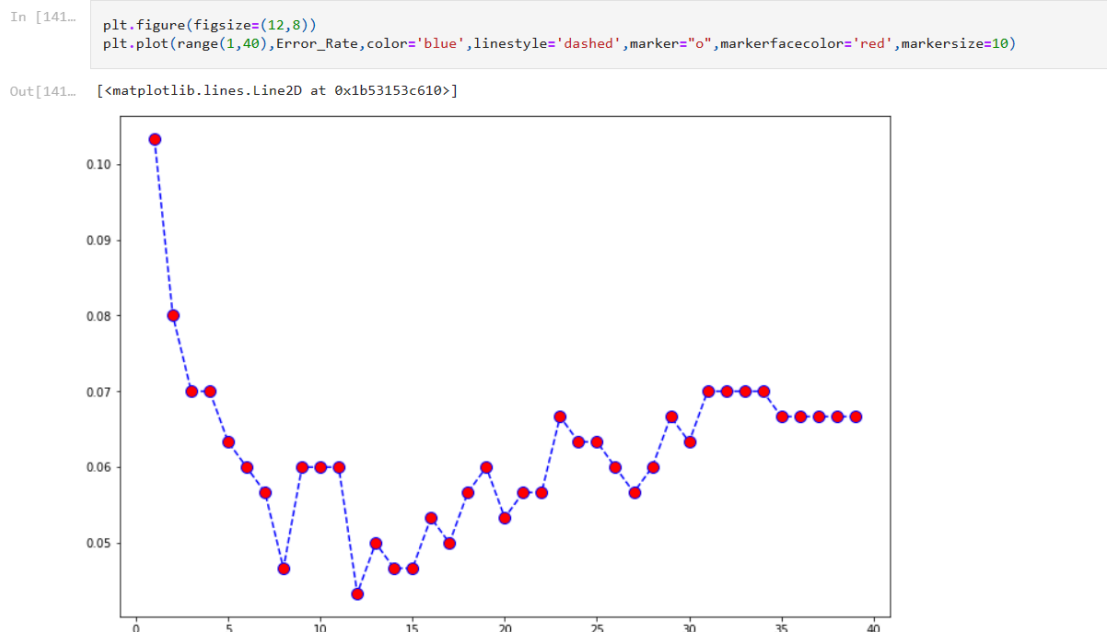 In [141…
plt.figure(figsize=(12,8))
plt.plot(range(1,40),Error_Rate,color='blue',linestyle='dashed',marker="o",markerfacecolor='red',markersize=10)
Out[141…
[<matplotlib.lines.Line2D at 0x1b53153c610>]
0.10
0.09
0.08
0.07
0.06
0.05
0 5 10 15 20 25 30 35 40